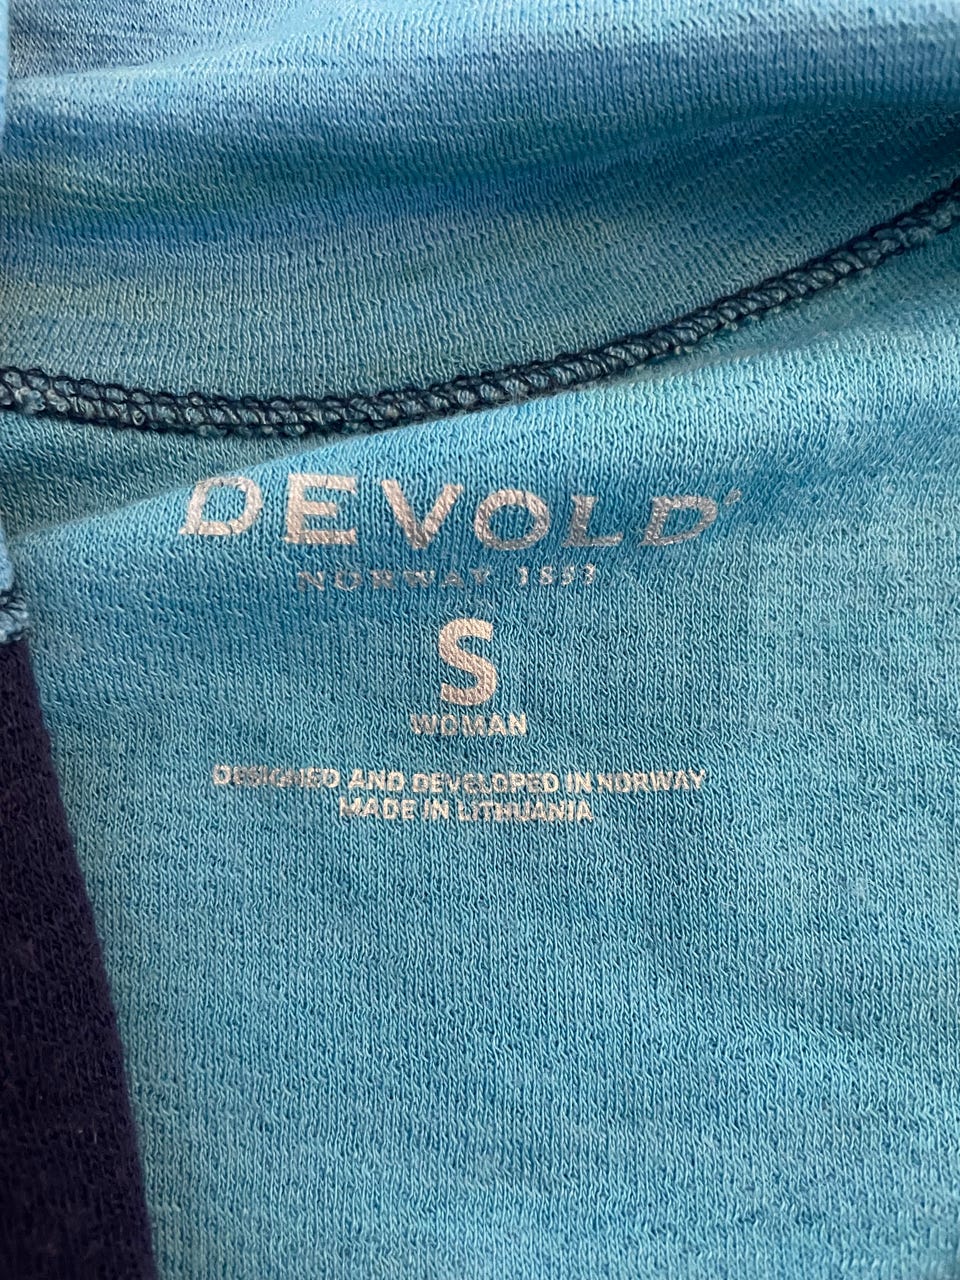 DEVOLD®
NORWAY 1853
S
WOMAN
DESIGNED AND DEVELOPED IN NORWAY
MADE IN LITHUANIA